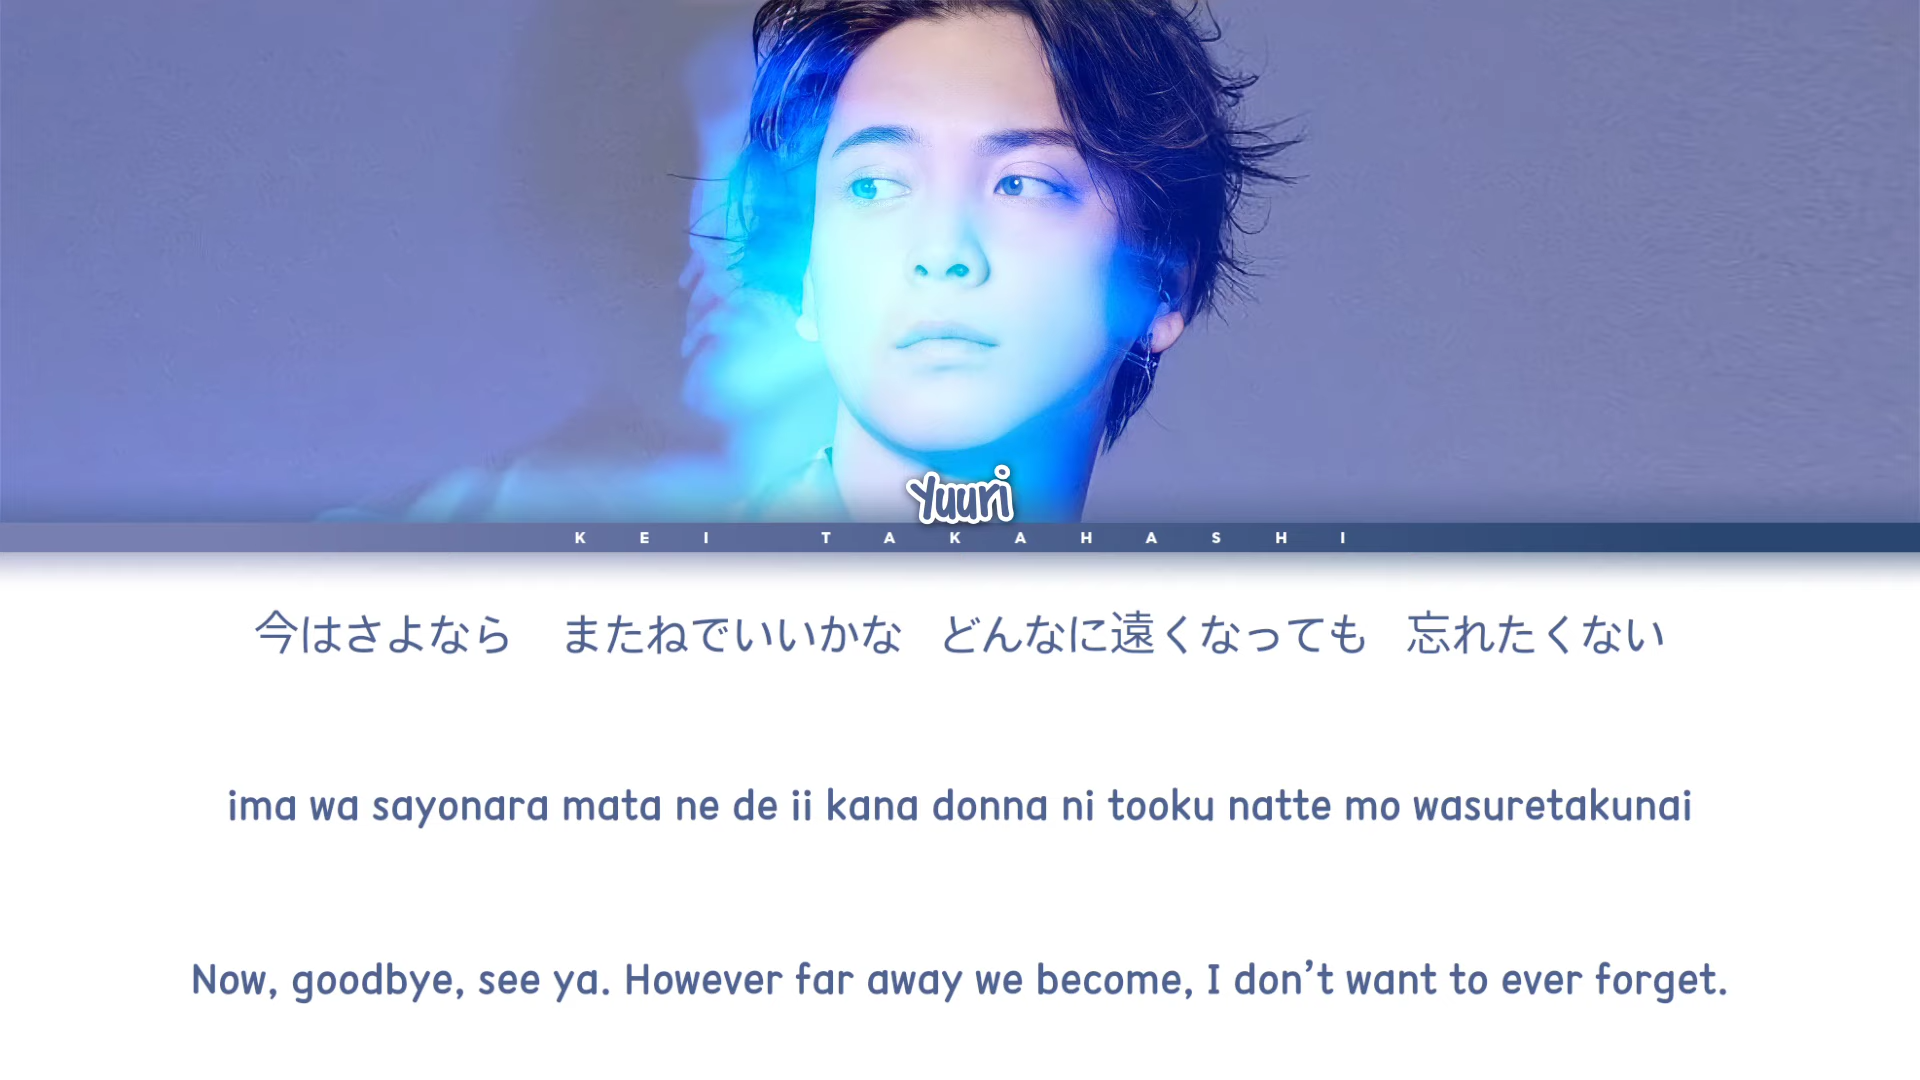 Yuuri
KEI TAKAHASHI
今はさよなら　またねでいいかな　どんなに遠くなっても　忘れたくない
ima wa sayonara mata ne de ii kana donna ni tooku natte mo wasuretakunai
Now, goodbye, see ya. However far away we become, I don’t want to ever forget.